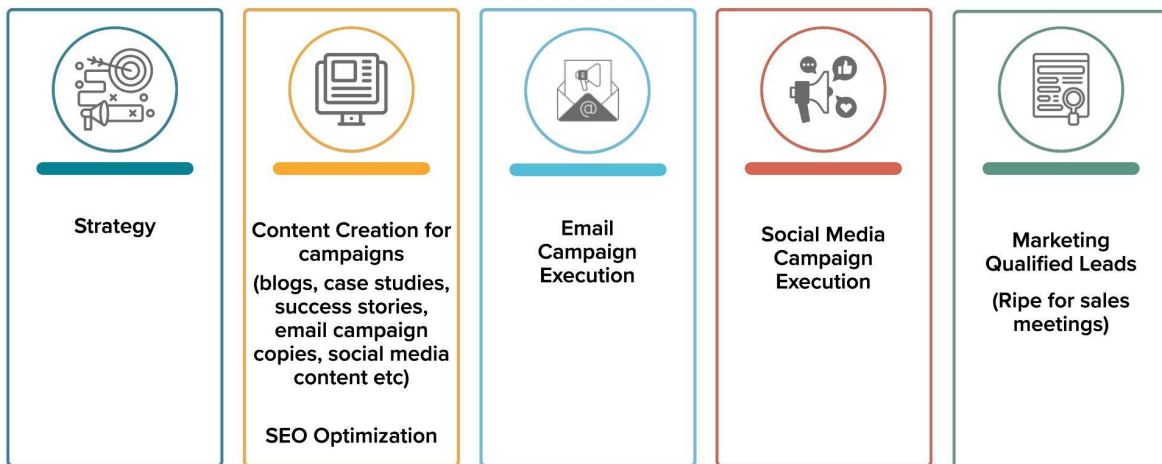 Strategy
Content Creation for
campaigns
(blogs, case studies,
success stories,
email campaign
copies, social media
content etc)
SEO Optimization
Email
Campaign
Execution
Social Media
Campaign
Execution
Marketing
Qualified Leads
(Ripe for sales
meetings)